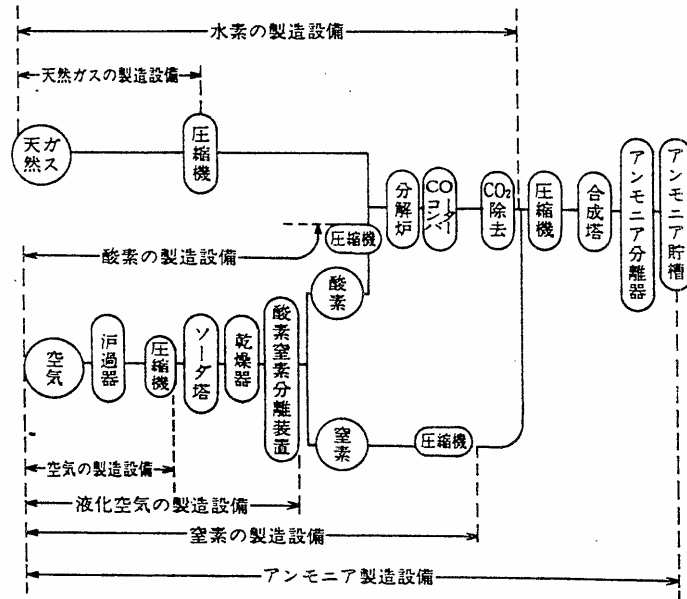 水素の製造設備
天然ガスの製造設備
天然ガス
圧縮機
分解炉
COコンバーター
CO₂除去
圧縮機
合成塔
アンモニア分離器
アンモニア貯槽
圧縮機
酸素の製造設備
酸素
空気
沪過器
圧縮機
ソーダ塔
乾燥器
酸素窒素分離装置
窒素
圧縮機
空気の製造設備
液化空気の製造設備
窒素の製造設備
アンモニア製造設備